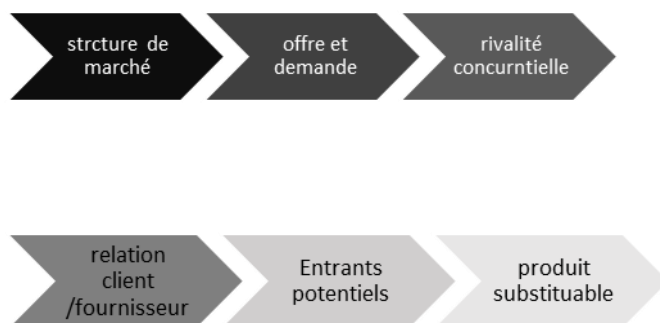 strcture de
marché
offre et
demande
rivalité
concurntielle
relation
client
/fournisseur
Entrants
potentiels
produit
substituable